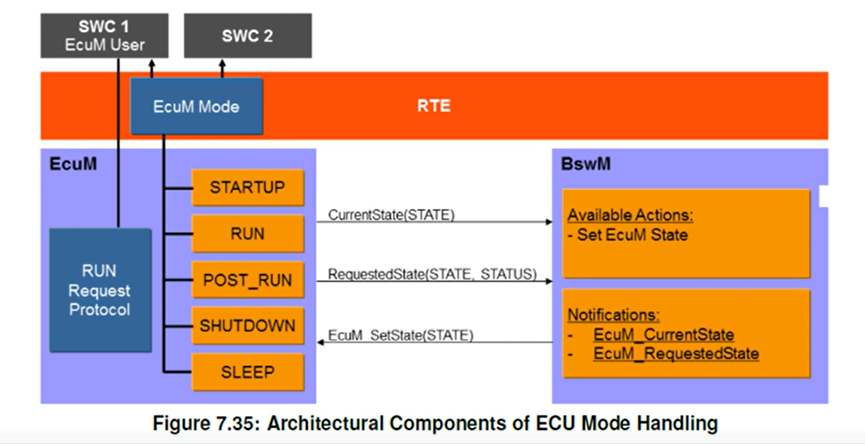 SWC 1
EcuM User
SWC 2
EcuM Mode
RTE
EcuM
STARTUP
RUN
POST_RUN
SHUTDOWN
SLEEP
RUN
Request
Protocol
CurrentState(STATE)
RequestedState(STATE, STATUS)
EcuM_SetState(STATE)
BswM
Available Actions:
- Set EcuM State
Notifications:
- EcuM_CurrentState
- EcuM_RequestedState
Figure 7.35: Architectural Components of ECU Mode Handling